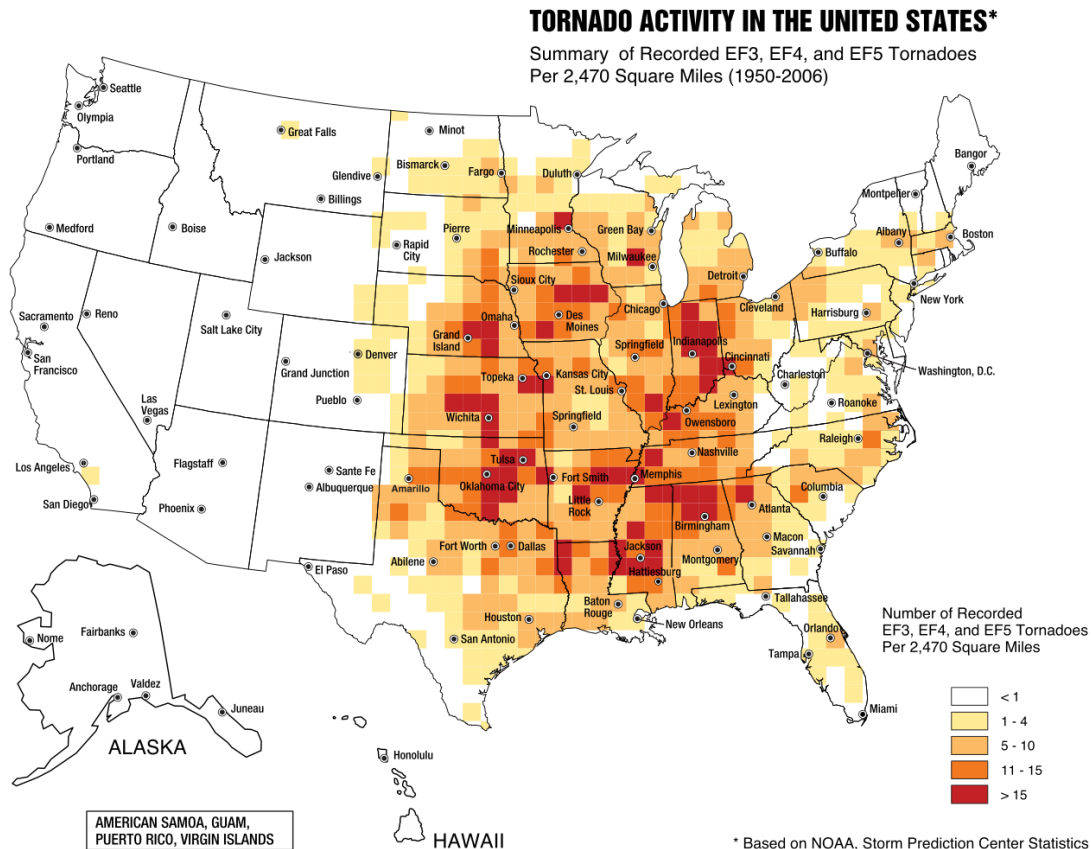 TORNADO ACTIVITY IN THE UNITED STATES*
Summary of Recorded EF3, EF4, and EF5 Tornadoes
Per 2,470 Square Miles (1950-2006)
Seattle
Olympia
Portland
Medford
Boise
Great Falls
Glendive
Billings
Jackson
Minot
Bismarck
Fargo
Duluth
Pierre
Rapid
City
Minneapolis
Rochester
Green Bay
Milwaukee
Sioux City
Detroit
Bangor
Montpelier
Albany
Boston
Buffalo
New York
Cleveland
Harrisburg
Washington, D.C.
Sacramento
San
Francisco
Reno
Salt Lake City
Las
Vegas
Grand Junction
Denver
Pueblo
Grand
Island
Omaha
Des
Moines
Chicago
Springfield
Indianapolis
Cincinnati
Charleston
Topeka
Kansas City
St. Louis
Lexington
Roanoke
Wichita
Springfield
Owensboro
Raleigh
Los Angeles
San Diego
Flagstaff
Phoenix
Sante Fe
Albuquerque
Amarillo
Tulsa
Oklahoma City
Fort Smith
Little
Rock
Memphis
Nashville
Columbia
Atlanta
Birmingham
Macon
Savannah
El Paso
Abilene
Fort Worth
Dallas
Jackson
Hattiesburg
Montgomery
Tallahassee
Houston
San Antonio
Baton
Rouge
New Orleans
Orlando
Tampa
Miami
Nome
Fairbanks
Anchorage
Valdez
Juneau
ALASKA
Honolulu
HAWAII
AMERICAN SAMOA, GUAM,
PUERTO RICO, VIRGIN ISLANDS
Number of Recorded
EF3, EF4, and EF5 Tornadoes
Per 2,470 Square Miles
< 1
1 - 4
5 - 10
11 - 15
> 15
* Based on NOAA, Storm Prediction Center Statistics